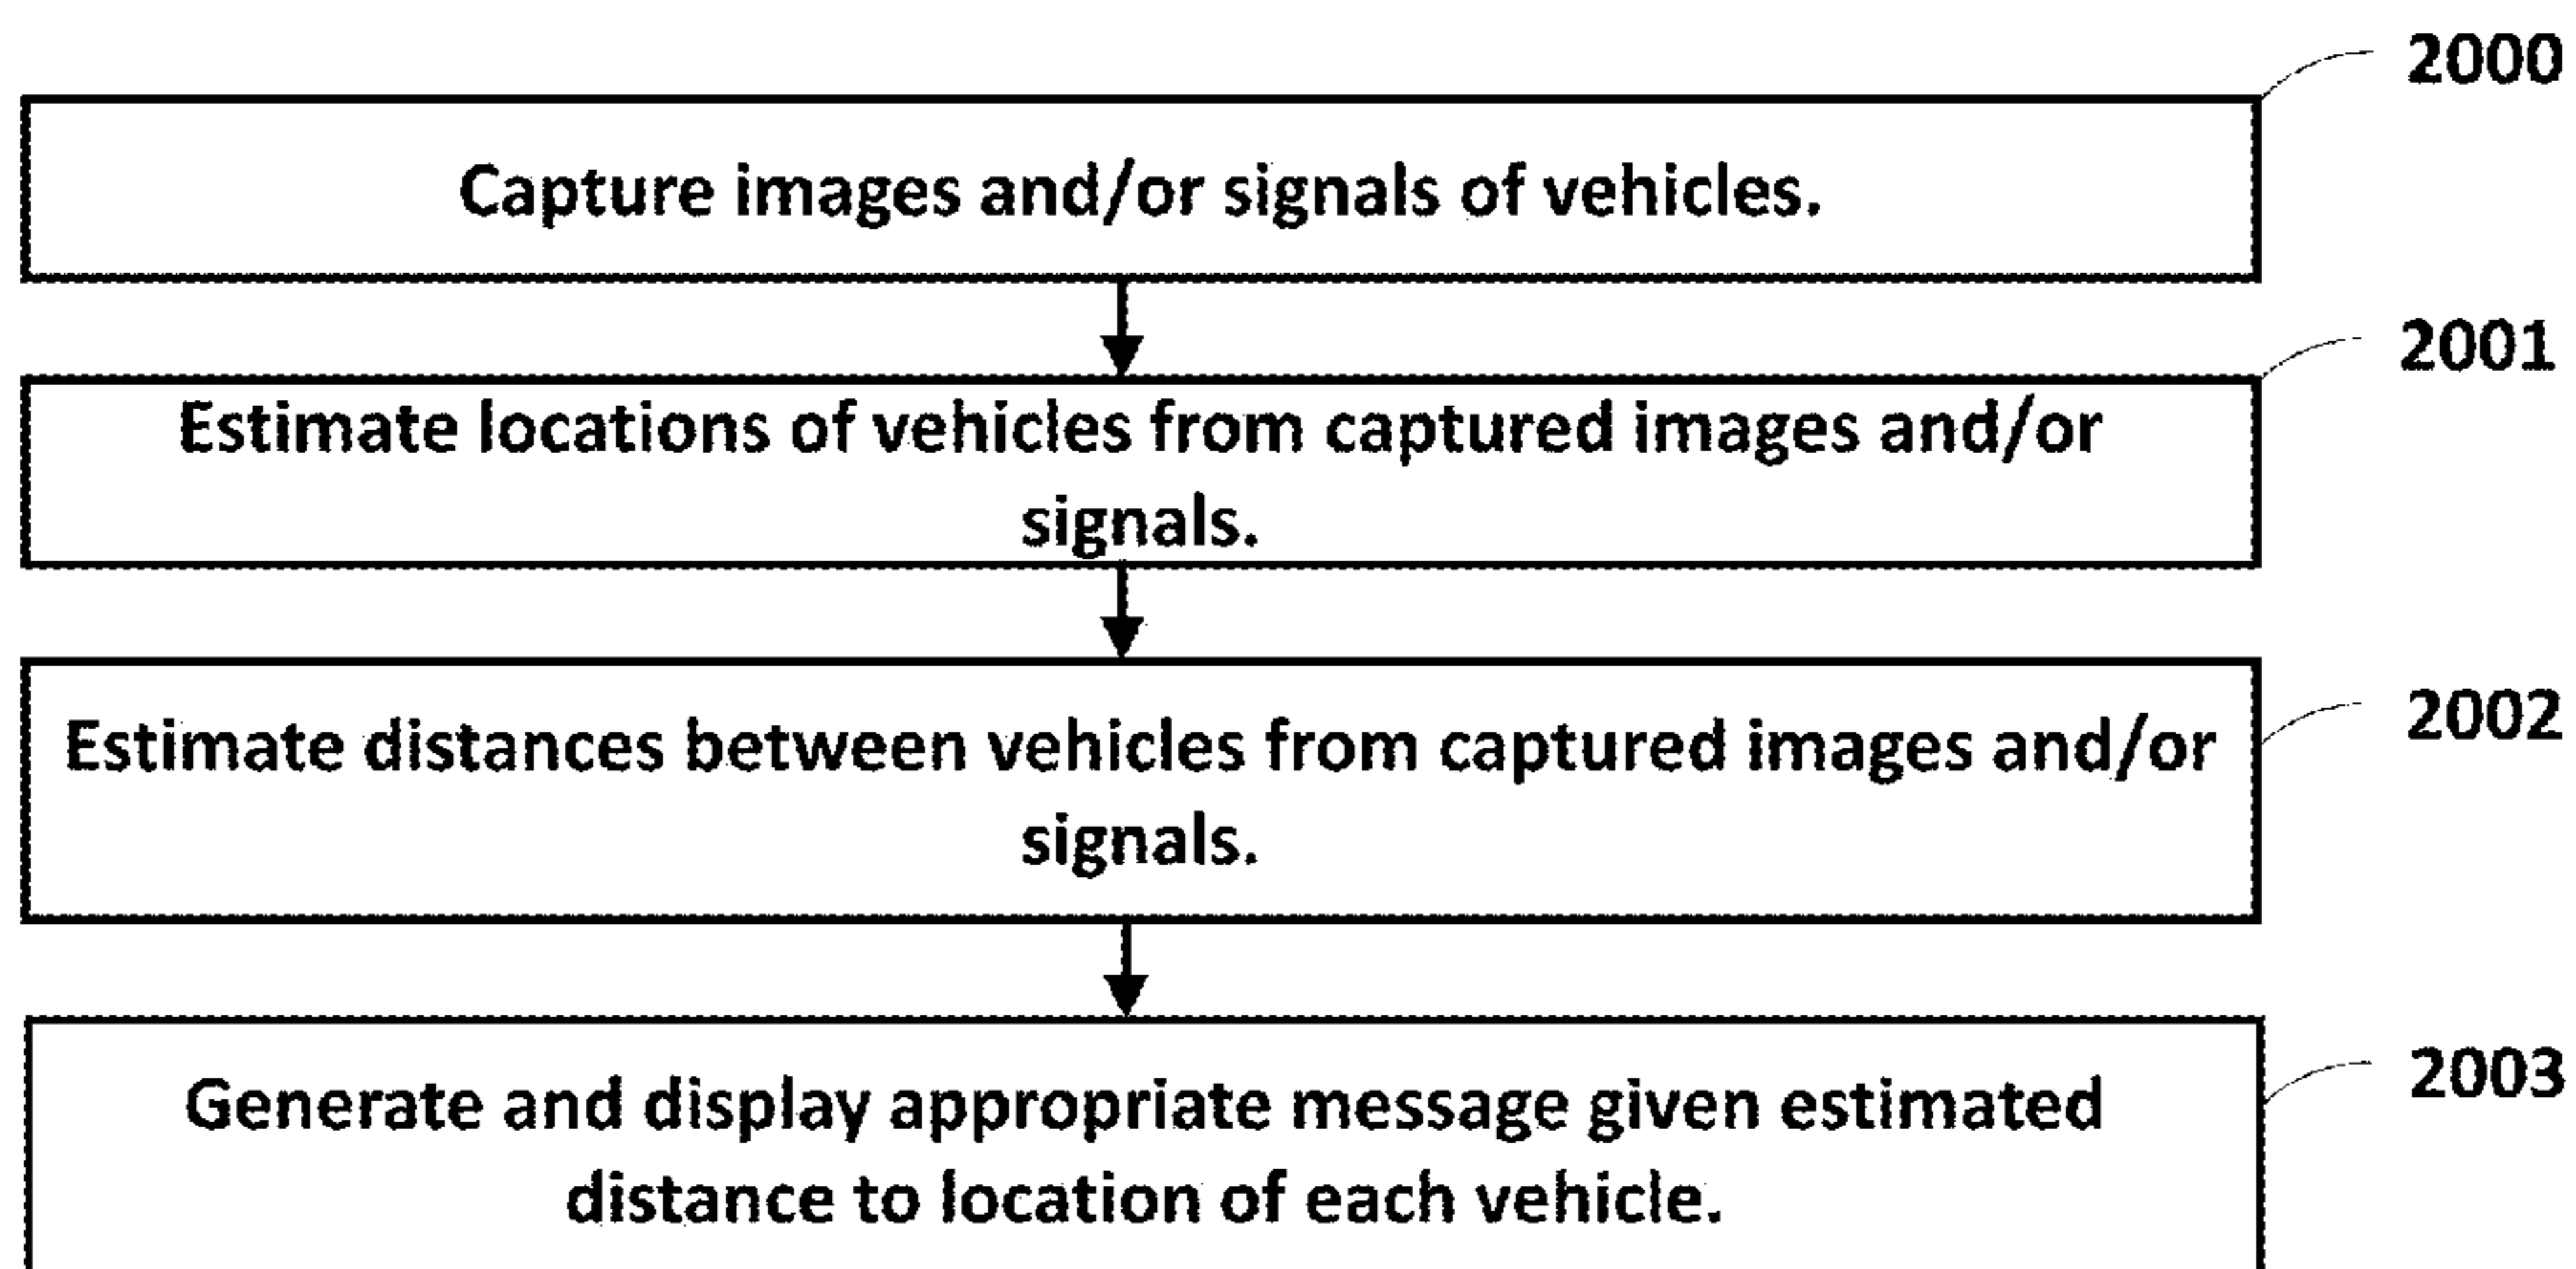 2000
Capture images and/or signals of vehicles.
2001
Estimate locations of vehicles from captured images and/or
signals.
2002
Estimate distances between vehicles from captured images and/or
signals.
2003
Generate and display appropriate message given estimated
distance to location of each vehicle.